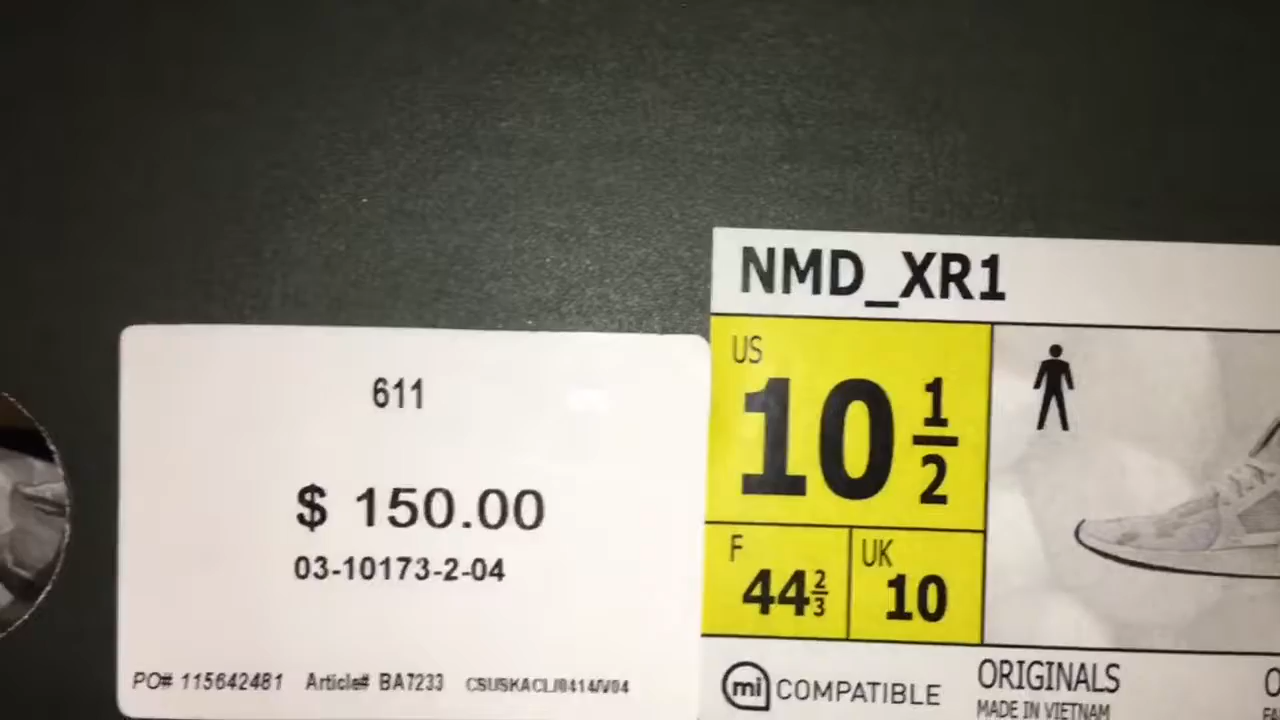 611
$ 150.00
03-10173-2-04
PO# 115642481 Article# BA7233
NMD_XR1
US
10 1/2
F
44 2/3
UK
10
mi COMPATIBLE
ORIGINALS
MADE IN VIETNAM